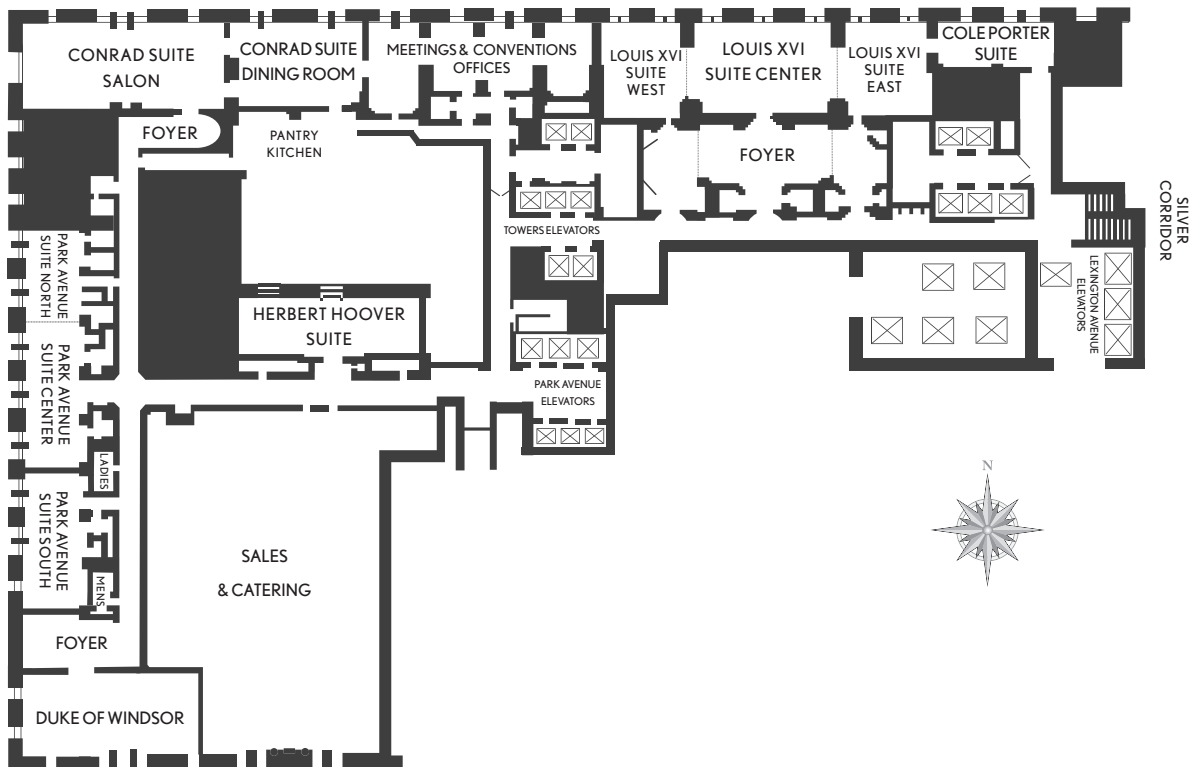 CONRAD SUITE
SALON
CONRAD SUITE
DINING ROOM
MEETINGS & CONVENTIONS
OFFICES
LOUIS XVI
SUITE
WEST
LOUIS XVI
SUITE CENTER
LOUIS XVI
SUITE
EAST
COLE PORTER
SUITE
FOYER
PANTRY
KITCHEN
FOYER
SILVER
CORRIDOR
TOWERS ELEVATORS
PARK AVENUE
SUITE NORTH
LEXINGTON AVENUE
ELEVATORS
HERBERT HOOVER
SUITE
PARK AVENUE
SUITE CENTER
PARK AVENUE
ELEVATORS
LADIES
PARK AVENUE
SUITE SOUTH
N
SALES
& CATERING
MENS
FOYER
DUKE OF WINDSOR